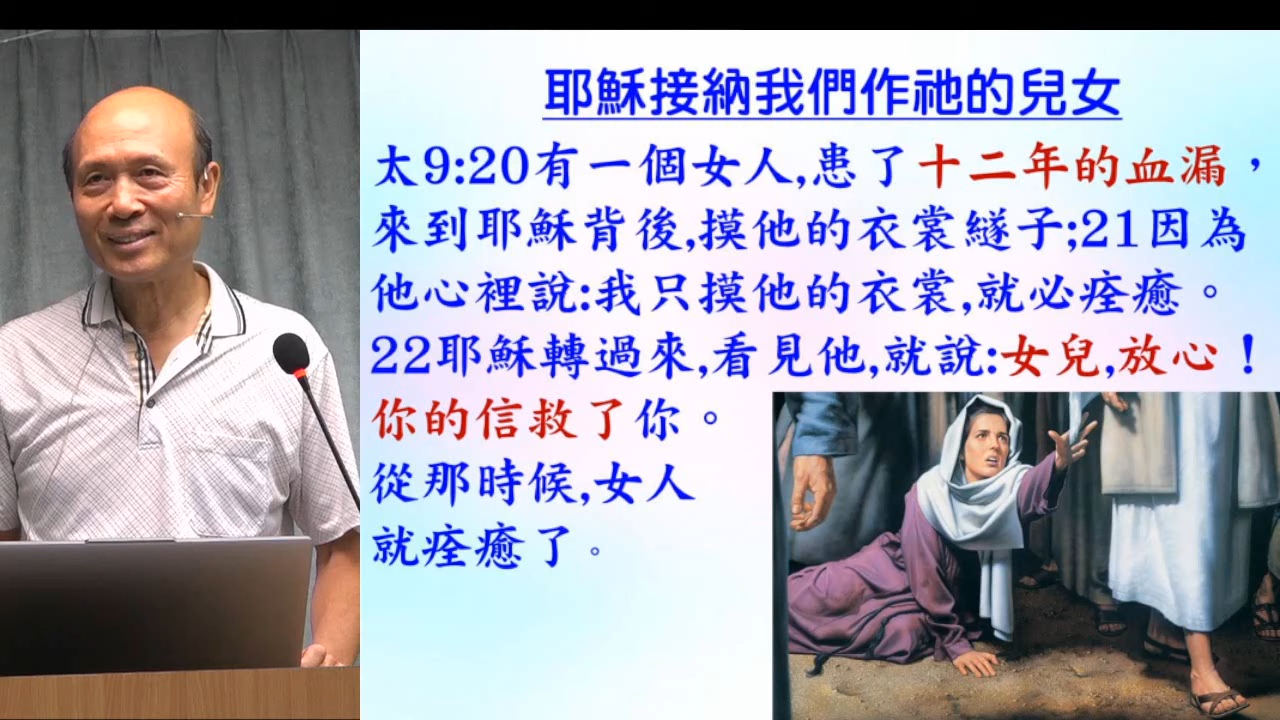 耶穌接納我們作祂的兒女
太9:20有一個女人,患了十二年的血漏，
來到耶穌背後,摸他的衣裳繸子;21因為
他心裡說:我只摸他的衣裳,就必痊癒。
22耶穌轉過來,看見他,就說:女兒,放心！
你的信救了你。
從那時候,女人
就痊癒了。